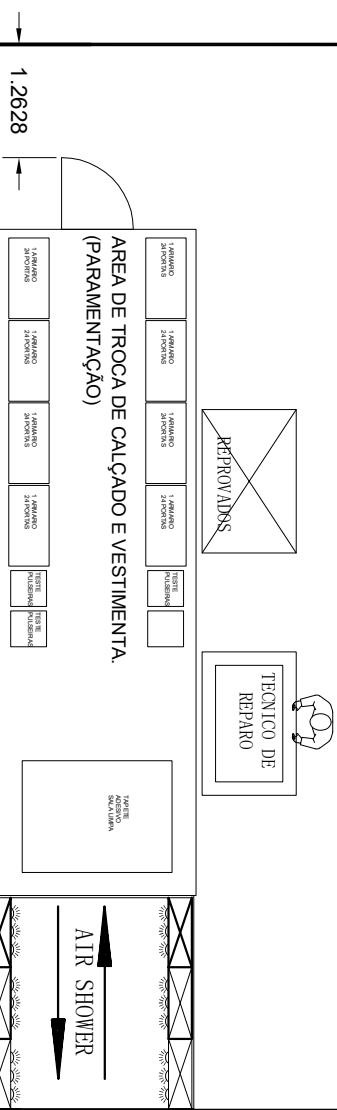 REPROVADOS
TECNICO DE
REPARO
1 ARMARIO
24 PORTAS
1 ARMARIO
24 PORTAS
1 ARMARIO
24 PORTAS
1 ARMARIO
24 PORTAS
TESTE
PULSEIRAS
AREA DE TROCA DE CALÇADO E VESTIMENTA.
(PARAMENTAÇÃO)
TAPETE
ADESIVO
SALA LIMPA
AIR SHOWER
1 ARMARIO
24 PORTAS
1 ARMARIO
24 PORTAS
1 ARMARIO
24 PORTAS
1 ARMARIO
24 PORTAS
TESTE
PULSEIRAS
TESTE
PULSEIRAS
1.2628